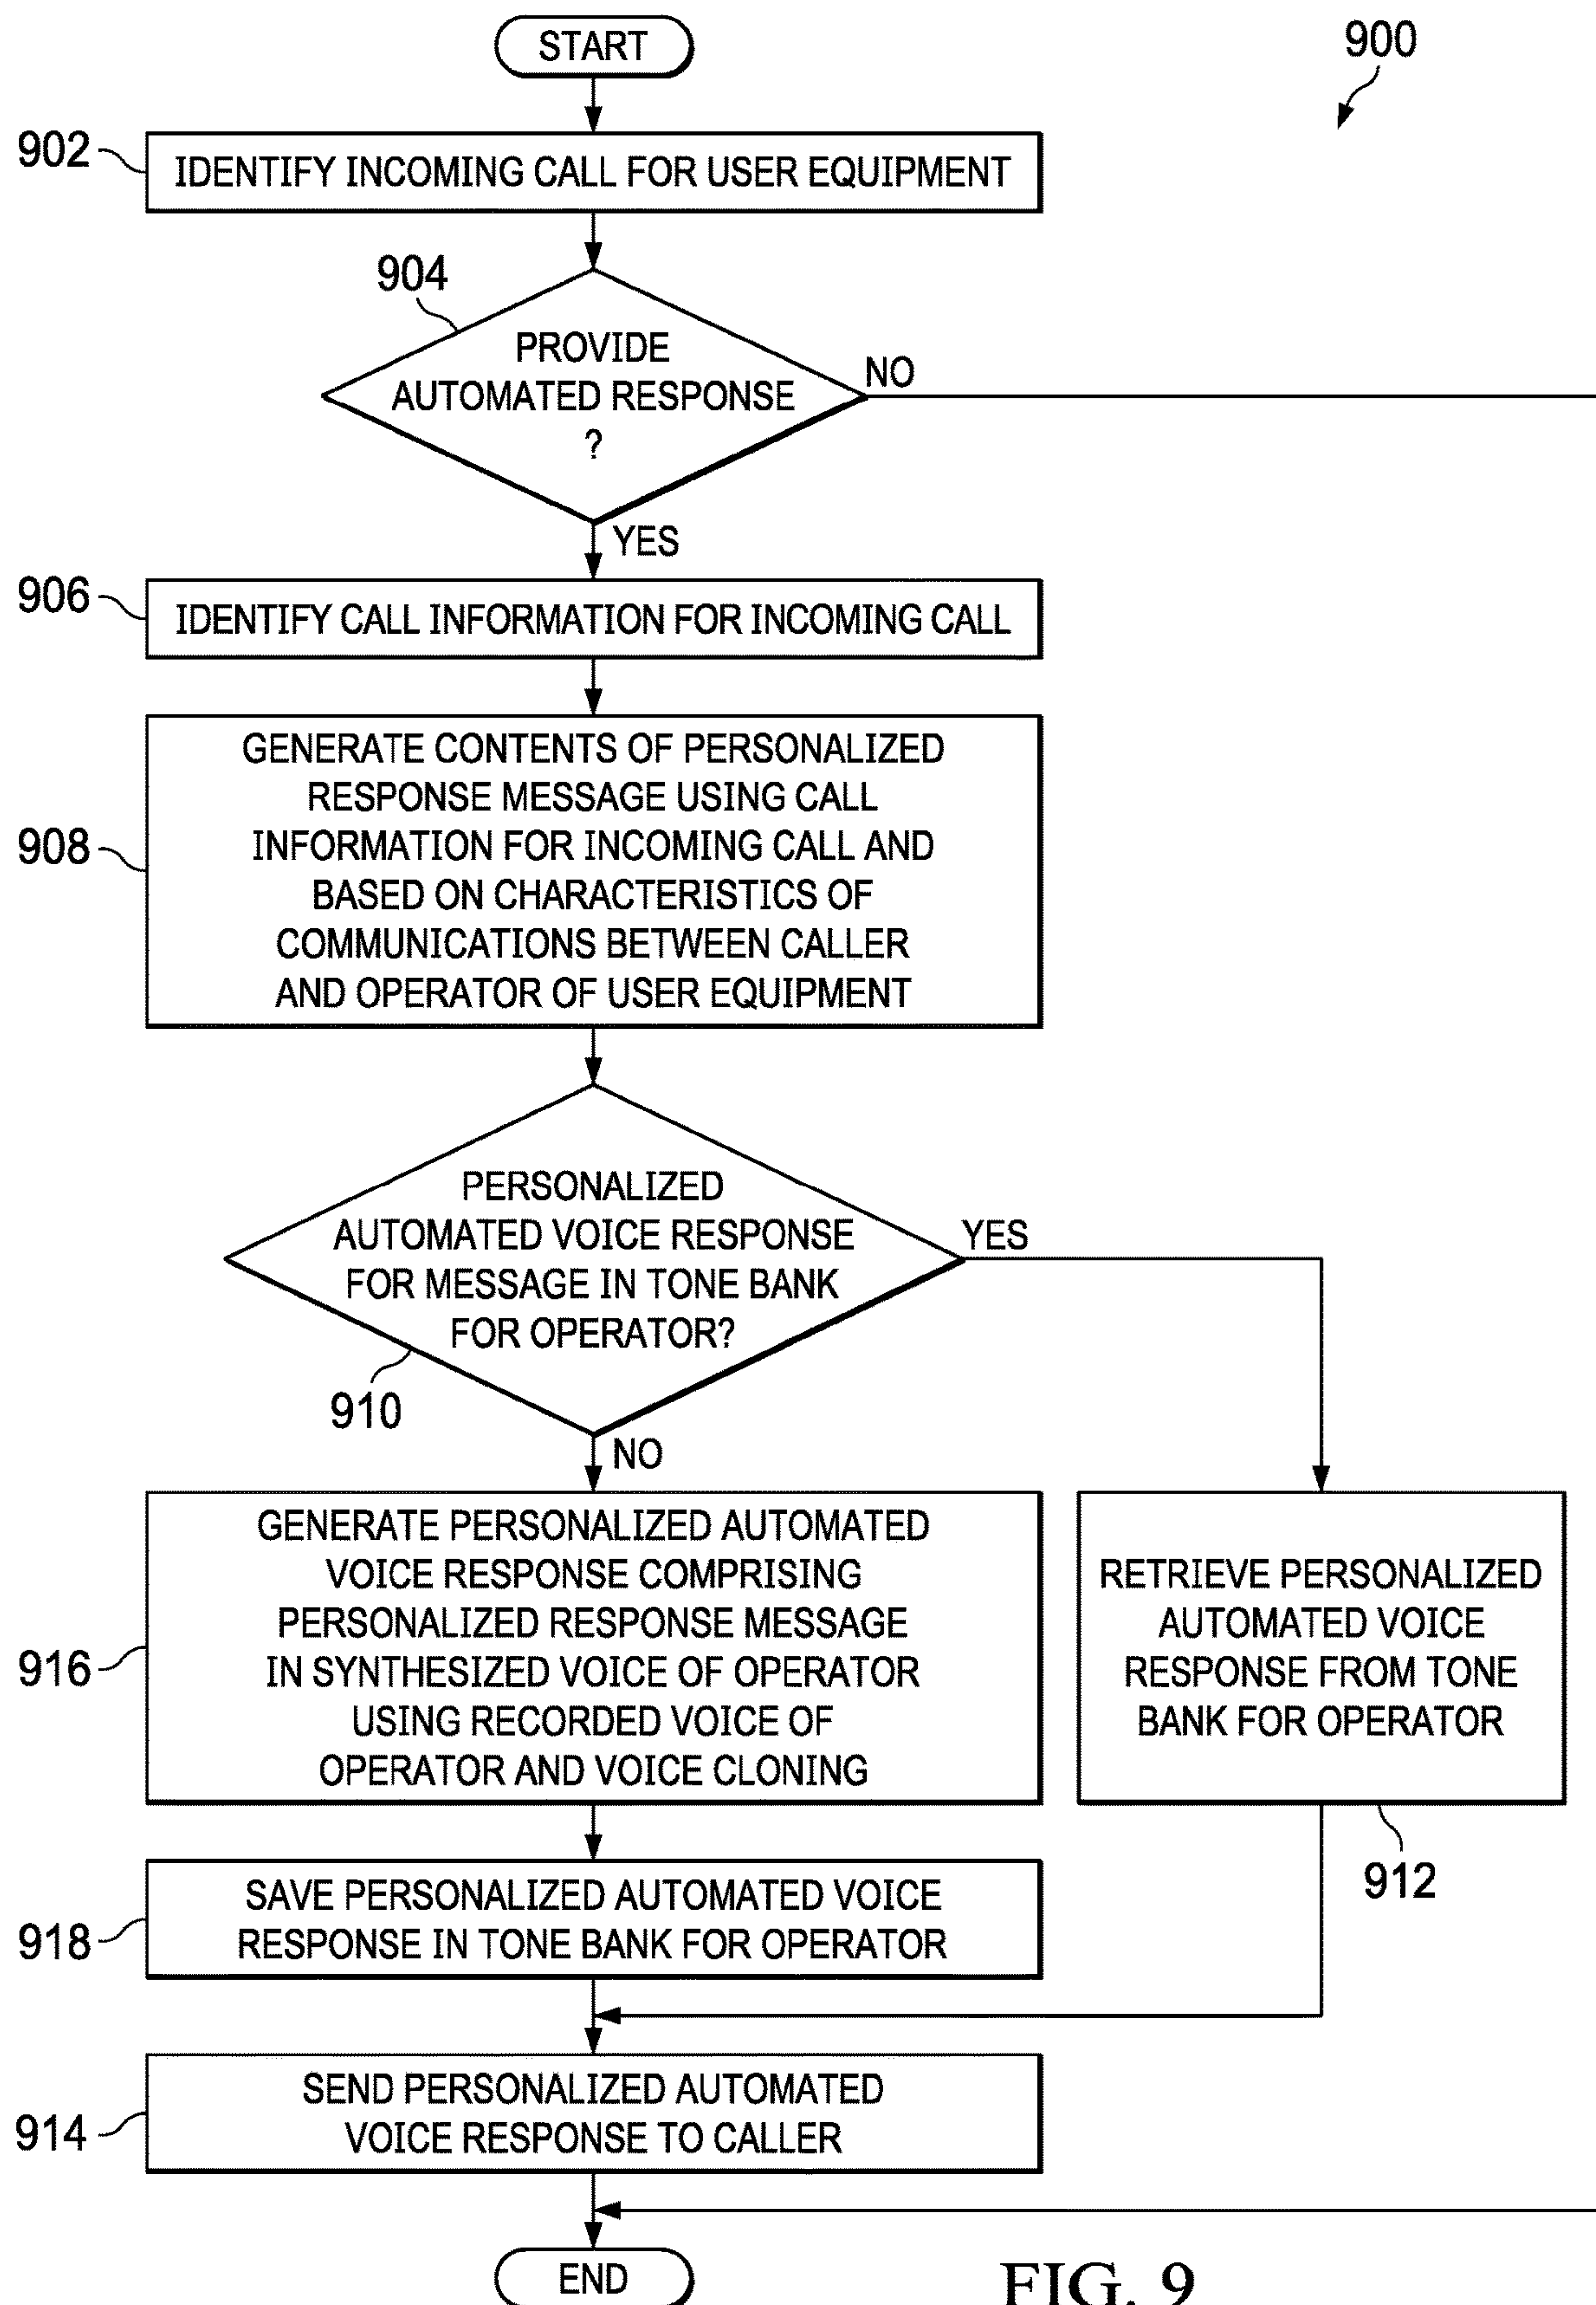 START
900
902
IDENTIFY INCOMING CALL FOR USER EQUIPMENT
904
PROVIDE
AUTOMATED RESPONSE
?
NO
YES
906
IDENTIFY CALL INFORMATION FOR INCOMING CALL
908
GENERATE CONTENTS OF PERSONALIZED
RESPONSE MESSAGE USING CALL
INFORMATION FOR INCOMING CALL AND
BASED ON CHARACTERISTICS OF
COMMUNICATIONS BETWEEN CALLER
AND OPERATOR OF USER EQUIPMENT
PERSONALIZED
AUTOMATED VOICE RESPONSE
FOR MESSAGE IN TONE BANK
FOR OPERATOR?
YES
910
NO
916
GENERATE PERSONALIZED AUTOMATED
VOICE RESPONSE COMPRISING
PERSONALIZED RESPONSE MESSAGE
IN SYNTHESIZED VOICE OF OPERATOR
USING RECORDED VOICE OF
OPERATOR AND VOICE CLONING
RETRIEVE PERSONALIZED
AUTOMATED VOICE
RESPONSE FROM TONE
BANK FOR OPERATOR
912
918
SAVE PERSONALIZED AUTOMATED VOICE
RESPONSE IN TONE BANK FOR OPERATOR
914
SEND PERSONALIZED AUTOMATED
VOICE RESPONSE TO CALLER
END
FIG. 9